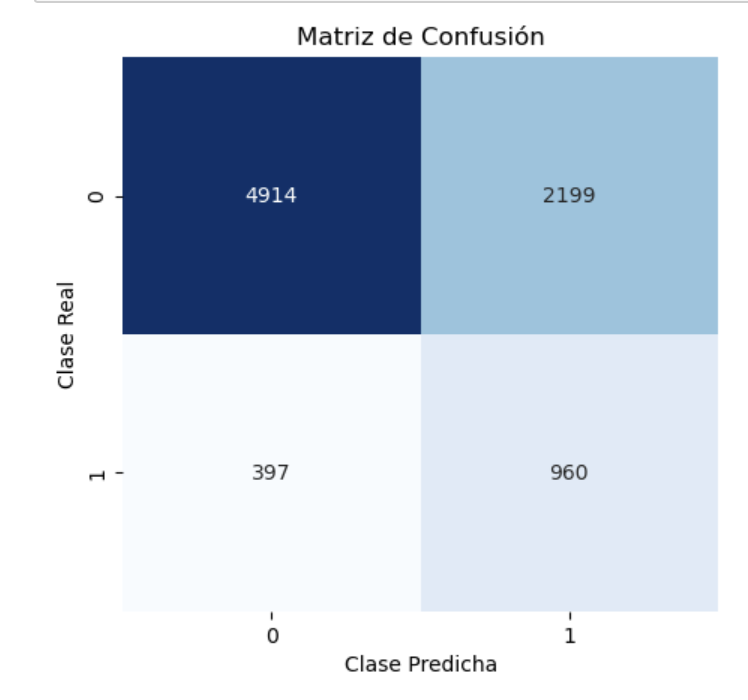 Matriz de Confusión
0
4914
2199
Clase Real
1
397
960
0
1
Clase Predicha